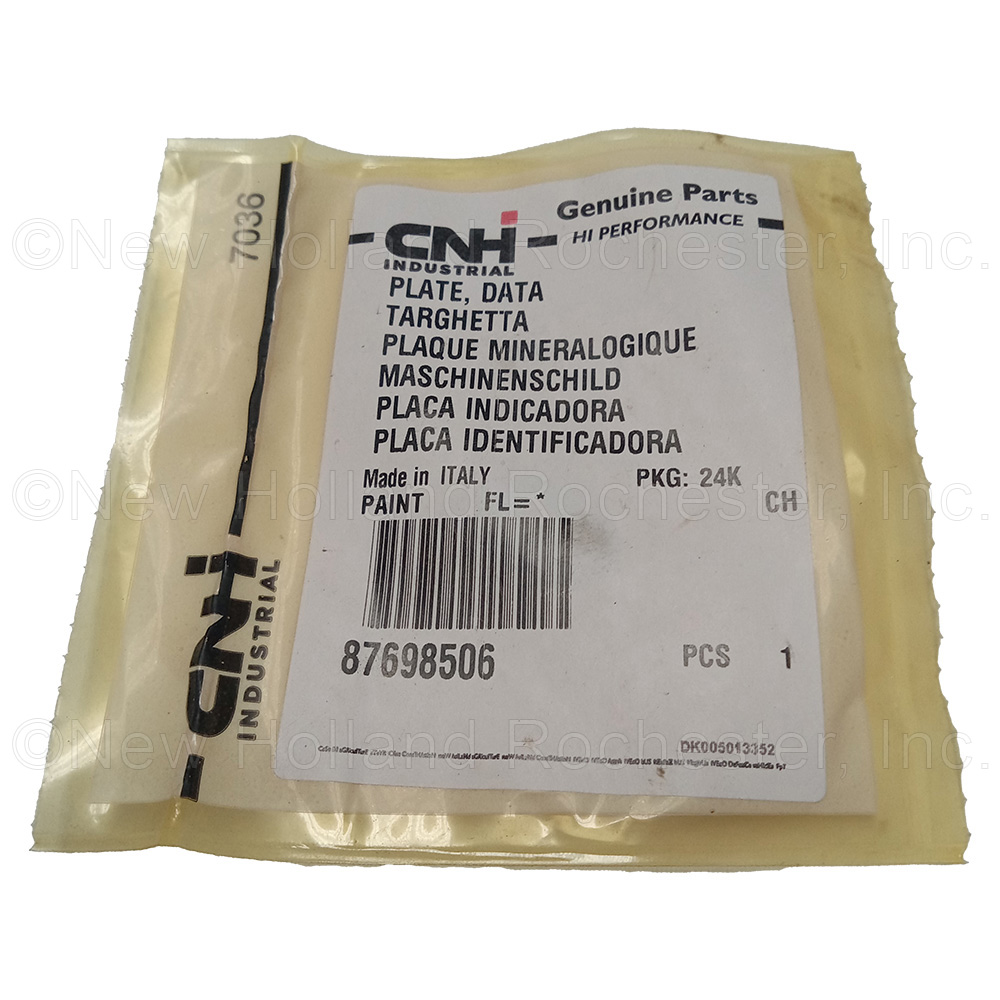 7036
CNH
INDUSTRIAL
CNH
INDUSTRIAL
Genuine Parts
HI PERFORMANCE
PLATE, DATA
TARGHETTA
PLAQUE MINERALOGIQUE
MASCHINENSCHILD
PLACA INDICADORA
PLACA IDENTIFICADORA
Made in ITALY PKG: 24K
PAINT FL=* CH
87698506 PCS 1
DK005013352
©New Holland Rochester, Inc.
©New Holland Rochester, Inc.
©New Holland Rochester, Inc.